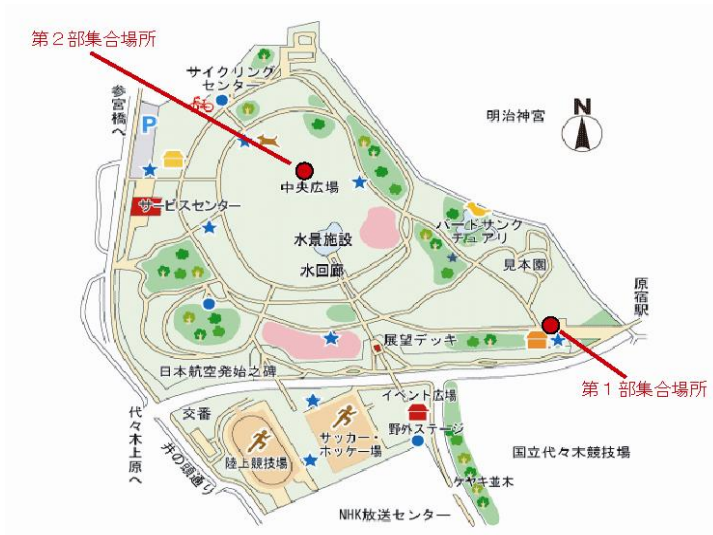 第２部集合場所
サイクリング
センター
参宮橋へ
P
明治神宮
N
中央広場
サービスセンター
バードサンク
チュアリ
水景施設
水回廊
見本園
原宿駅
展望デッキ
日本航空発始之碑
第１部集合場所
イベント広場
代々木上原へ
交番
野外ステージ
サッカー・
ホッケー場
井の頭通り
陸上競技場
国立代々木競技場
ケヤキ並木
NHK放送センター